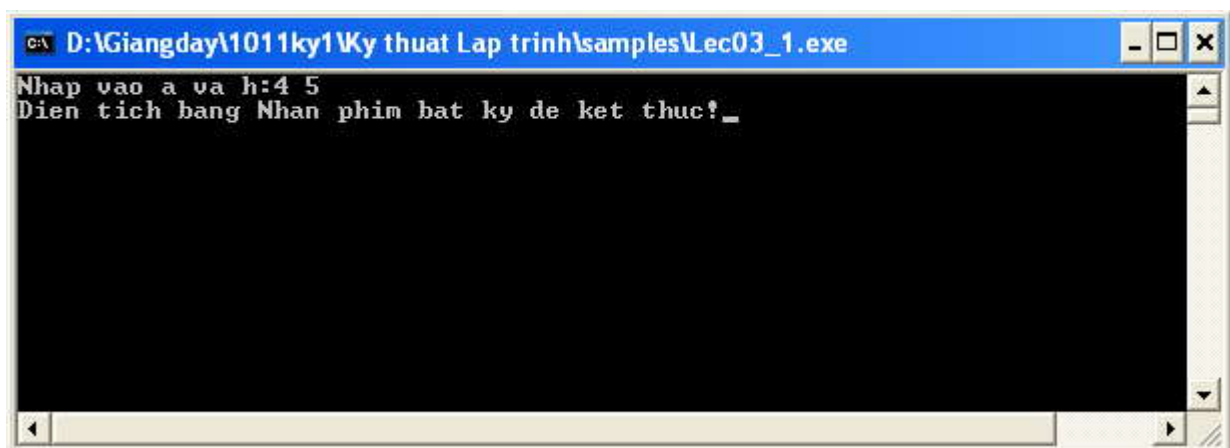 D:\Giangday\1011ky1\Ky thuat Lap trinh\samples\Lec03_1.exe
Nhap vao a va h:4 5
Dien tich bang Nhan phim bat ky de ket thuc!_